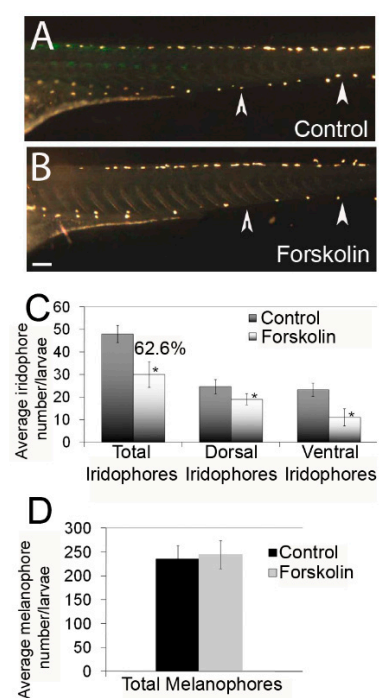 A
Control
B
Forskolin
C
60
50
40
30
20
10
0
Average iridophore
number/larvae
62.6%
*
*
*
Control
Forskolin
Total
Iridophores
Dorsal
Iridophores
Ventral
Iridophores
D
300
250
200
150
100
50
0
Average melanophore
number/larvae
Control
Forskolin
Total Melanophores